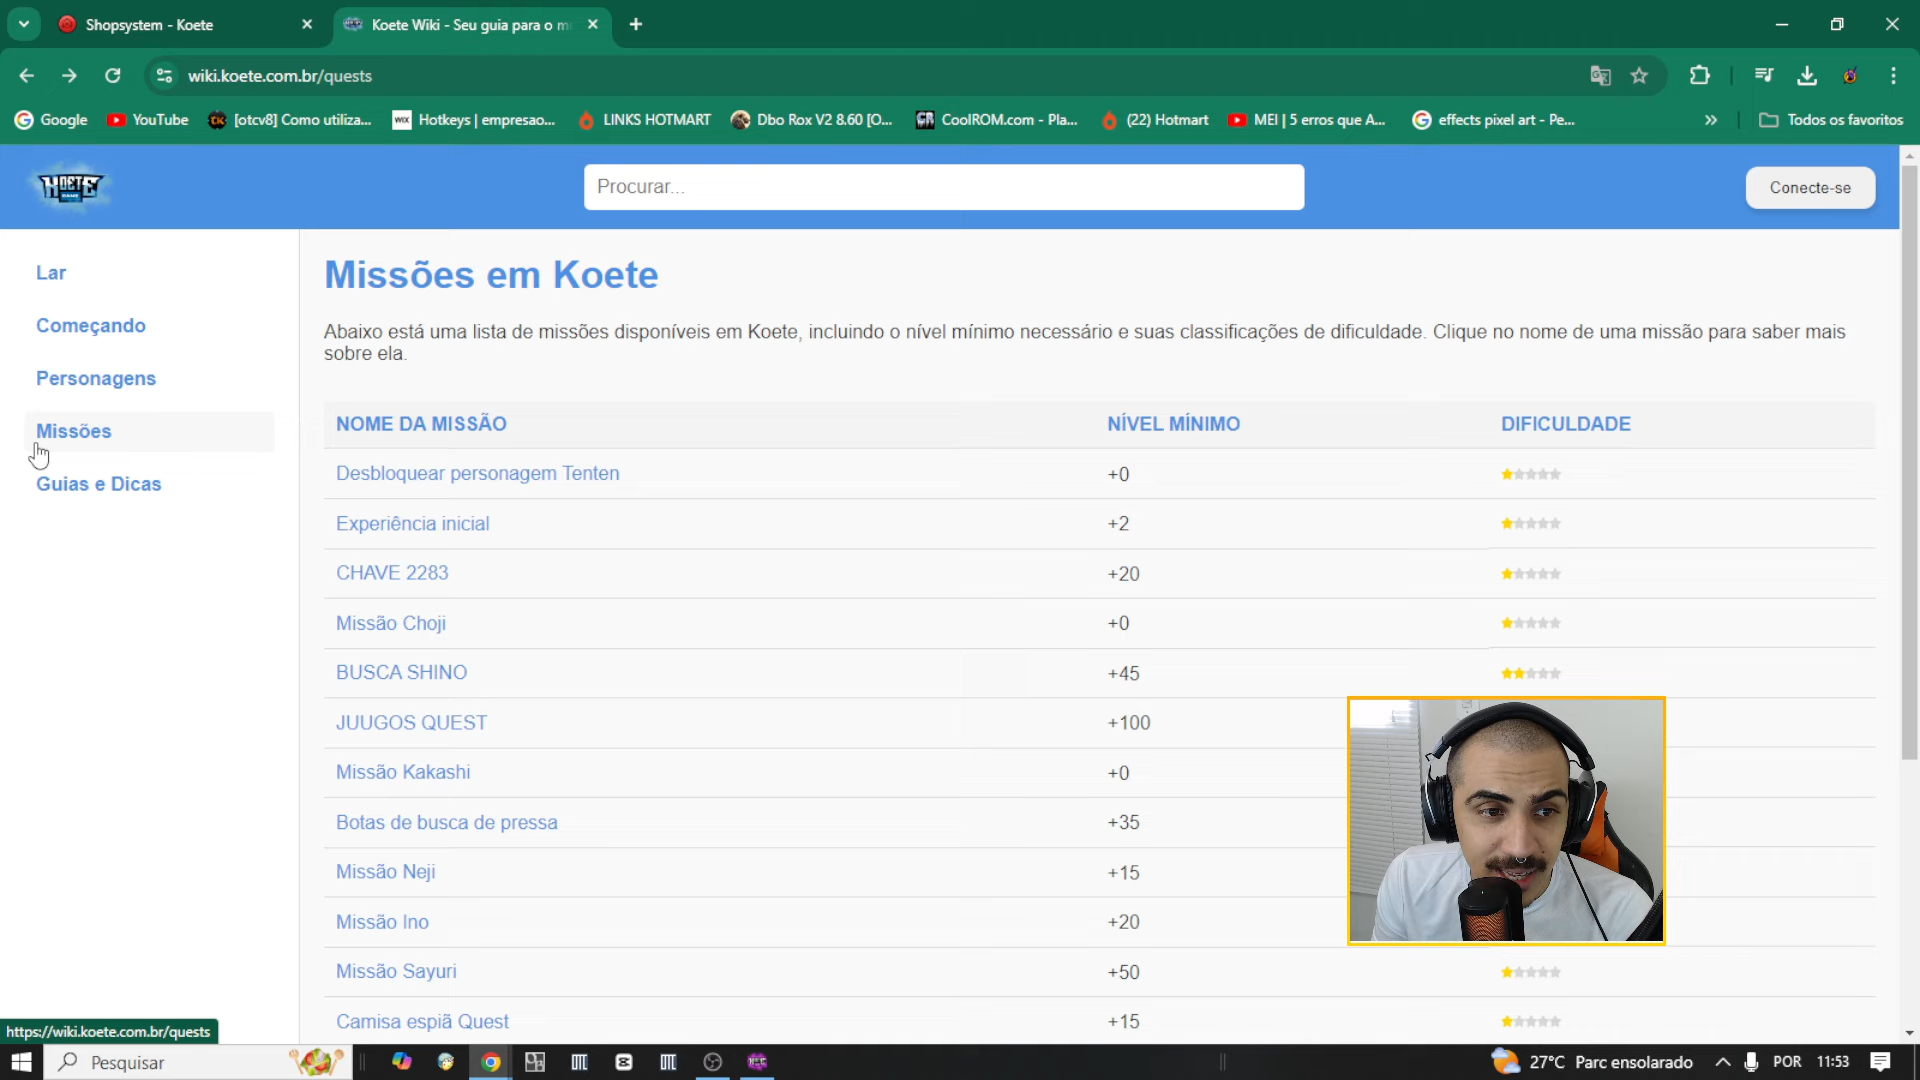 Shopsystem - Koete
Koete Wiki - Seu guia para o m
wiki.koete.com.br/quests
Google
YouTube
[otcv8] Como utiliza...
WIX
Hotkeys | empresao...
LINKS HOTMART
Dbo Rox V2 8.60 [O...
CR
CoolROM.com - Pla...
(22) Hotmart
MEI | 5 erros que A...
effects pixel art - Pe...
Todos os favoritos
Procurar...
Conecte-se
Lar
Começando
Personagens
Missões
Guias e Dicas
Missões em Koete
Abaixo está uma lista de missões disponíveis em Koete, incluindo o nível mínimo necessário e suas classificações de dificuldade. Clique no nome de uma missão para saber mais
sobre ela.
NOME DA MISSÃO NÍVEL MÍNIMO DIFICULDADE
Desbloquear personagem Tenten +0
Experiência inicial +2
CHAVE 2283 +20
Missão Choji +0
BUSCA SHINO +45
JUUGOS QUEST +100
Missão Kakashi +0
Botas de busca de pressa +35
Missão Neji +15
Missão Ino +20
Missão Sayuri +50
Camisa espiã Quest +15
https://wiki.koete.com.br/quests
Pesquisar
27°C Parc ensolarado
POR
11:53